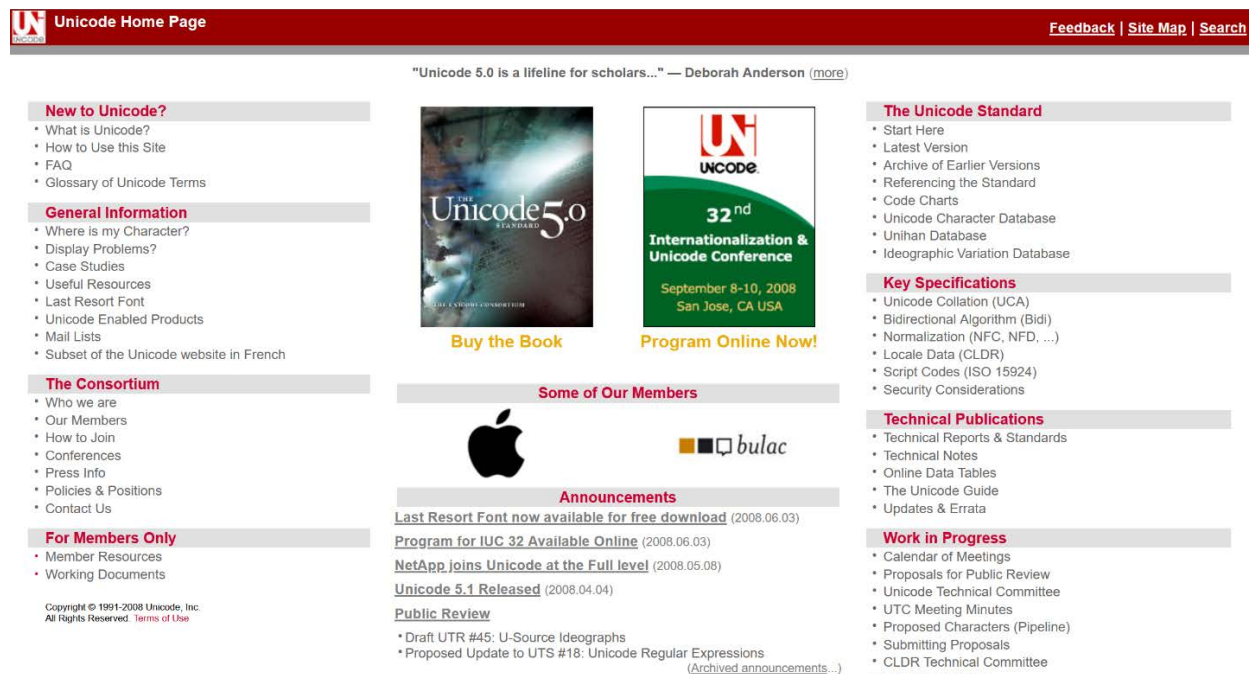 UNICODE
Unicode Home Page
Feedback | Site Map | Search
"Unicode 5.0 is a lifeline for scholars..." — Deborah Anderson (more)
New to Unicode?
• What is Unicode?
• How to Use this Site
• FAQ
• Glossary of Unicode Terms
General Information
• Where is my Character?
• Display Problems?
• Case Studies
• Useful Resources
• Last Resort Font
• Unicode Enabled Products
• Mail Lists
• Subset of the Unicode website in French
The Consortium
• Who we are
• Our Members
• How to Join
• Conferences
• Press Info
• Policies & Positions
• Contact Us
For Members Only
• Member Resources
• Working Documents
Copyright © 1991-2008 Unicode, Inc.
All Rights Reserved. Terms of Use
THE
Unicode 5.0
STANDARD
THE UNICODE CONSORTIUM
Buy the Book
UNICODE.
32nd
Internationalization &
Unicode Conference
September 8-10, 2008
San Jose, CA USA
Program Online Now!
Some of Our Members
bulac
Announcements
Last Resort Font now available for free download (2008.06.03)
Program for IUC 32 Available Online (2008.06.03)
NetApp joins Unicode at the Full level (2008.05.08)
Unicode 5.1 Released (2008.04.04)
Public Review
• Draft UTR #45: U-Source Ideographs
• Proposed Update to UTS #18: Unicode Regular Expressions
(Archived announcements...)
The Unicode Standard
• Start Here
• Latest Version
• Archive of Earlier Versions
• Referencing the Standard
• Code Charts
• Unicode Character Database
• Unihan Database
• Ideographic Variation Database
Key Specifications
• Unicode Collation (UCA)
• Bidirectional Algorithm (Bidi)
• Normalization (NFC, NFD, ...)
• Locale Data (CLDR)
• Script Codes (ISO 15924)
• Security Considerations
Technical Publications
• Technical Reports & Standards
• Technical Notes
• Online Data Tables
• The Unicode Guide
• Updates & Errata
Work in Progress
• Calendar of Meetings
• Proposals for Public Review
• Unicode Technical Committee
• UTC Meeting Minutes
• Proposed Characters (Pipeline)
• Submitting Proposals
• CLDR Technical Committee